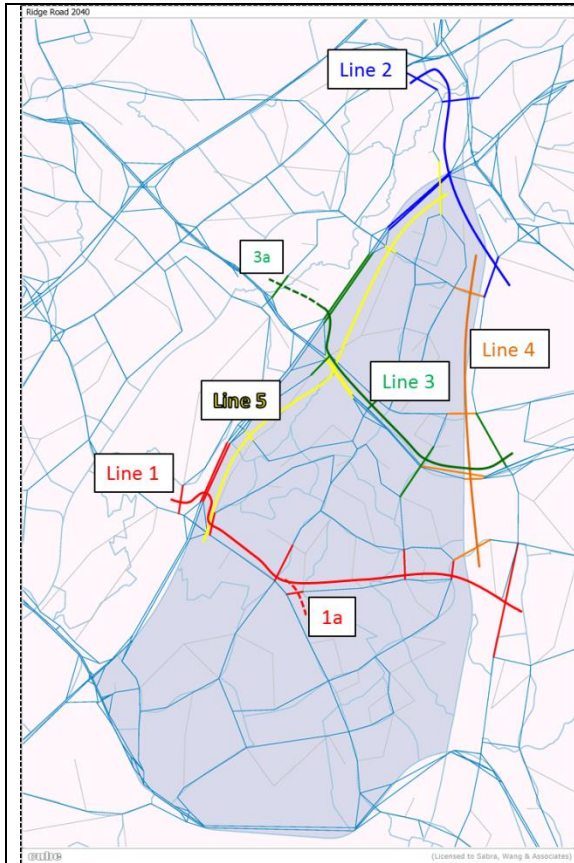 Ridge Road 2040
Line 2
3a
Line 4
Line 3
Line 5
Line 1
1a
(Licensed to Sabra, Wang & Associates)